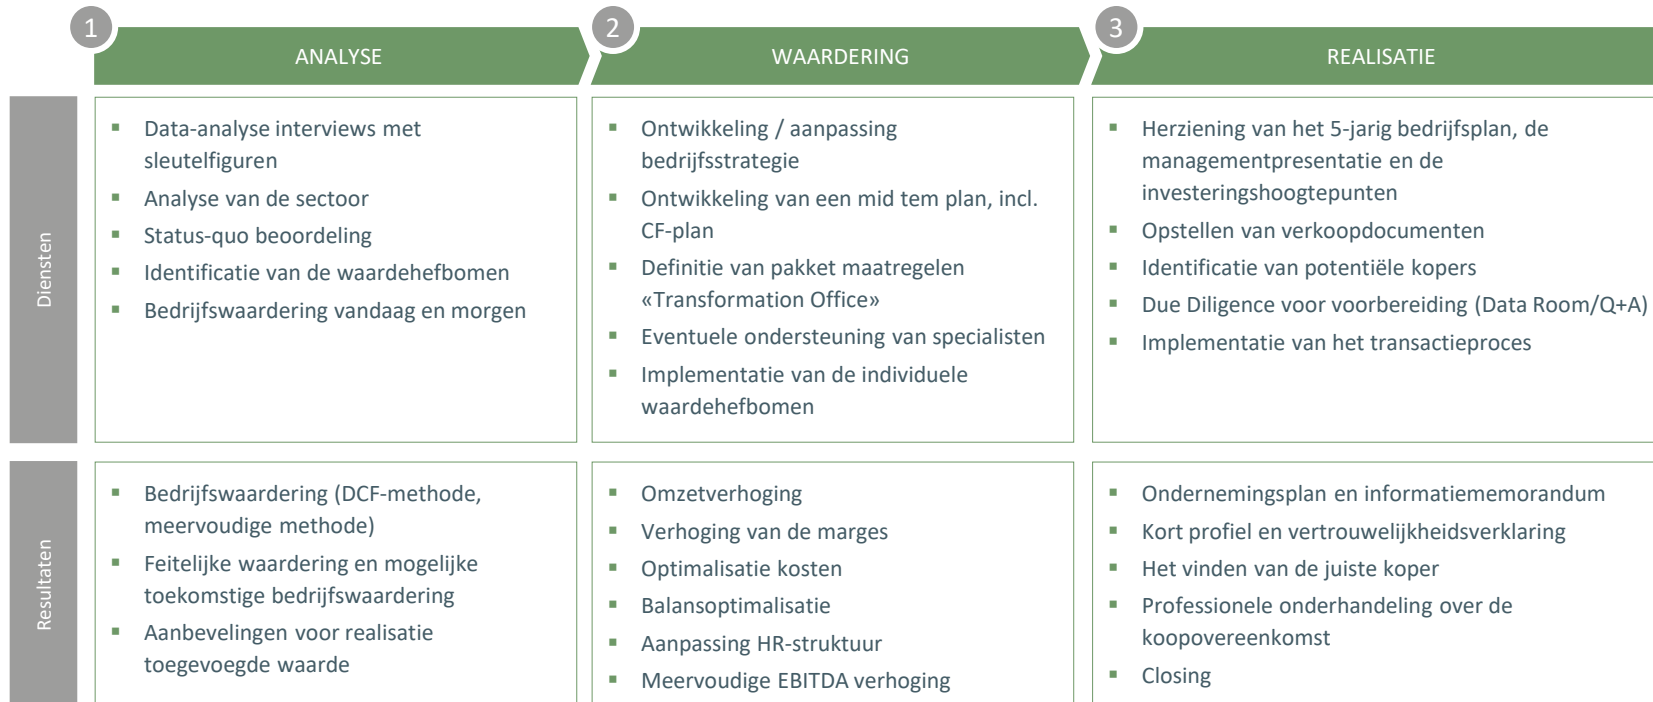 1
ANALYSE
2
WAARDERING
3
REALISATIE
Diensten
Data-analyse interviews met
sleutelfiguren
Analyse van de sectoor
Status-quo beoordeling
Identificatie van de waardehefbomen
Bedrijfswaardering vandaag en morgen
Ontwikkeling / aanpassing
bedrijfsstrategie
Ontwikkeling van een mid tem plan, incl.
CF-plan
Definitie van pakket maatregelen
«Transformation Office»
Eventuele ondersteuning van specialisten
Implementatie van de individuele
waardehefbomen
Herziening van het 5-jarig bedrijfsplan, de
managementpresentatie en de
investeringshoogtepunten
Opstellen van verkoopdocumenten
Identificatie van potentiële kopers
Due Diligence voor voorbereiding (Data Room/Q+A)
Implementatie van het transactieproces
Resultaten
Bedrijfswaardering (DCF-methode,
meervoudige methode)
Feitelijke waardering en mogelijke
toekomstige bedrijfswaardering
Aanbevelingen voor realisatie
toegevoegde waarde
Omzetverhoging
Verhoging van de marges
Optimalisatie kosten
Balansoptimalisatie
Aanpassing HR-struktuur
Meervoudige EBITDA verhoging
Ondernemingsplan en informatiememorandum
Kort profiel en vertrouwelijkheidsverklaring
Het vinden van de juiste koper
Professionele onderhandeling over de
koopovereenkomst
Closing